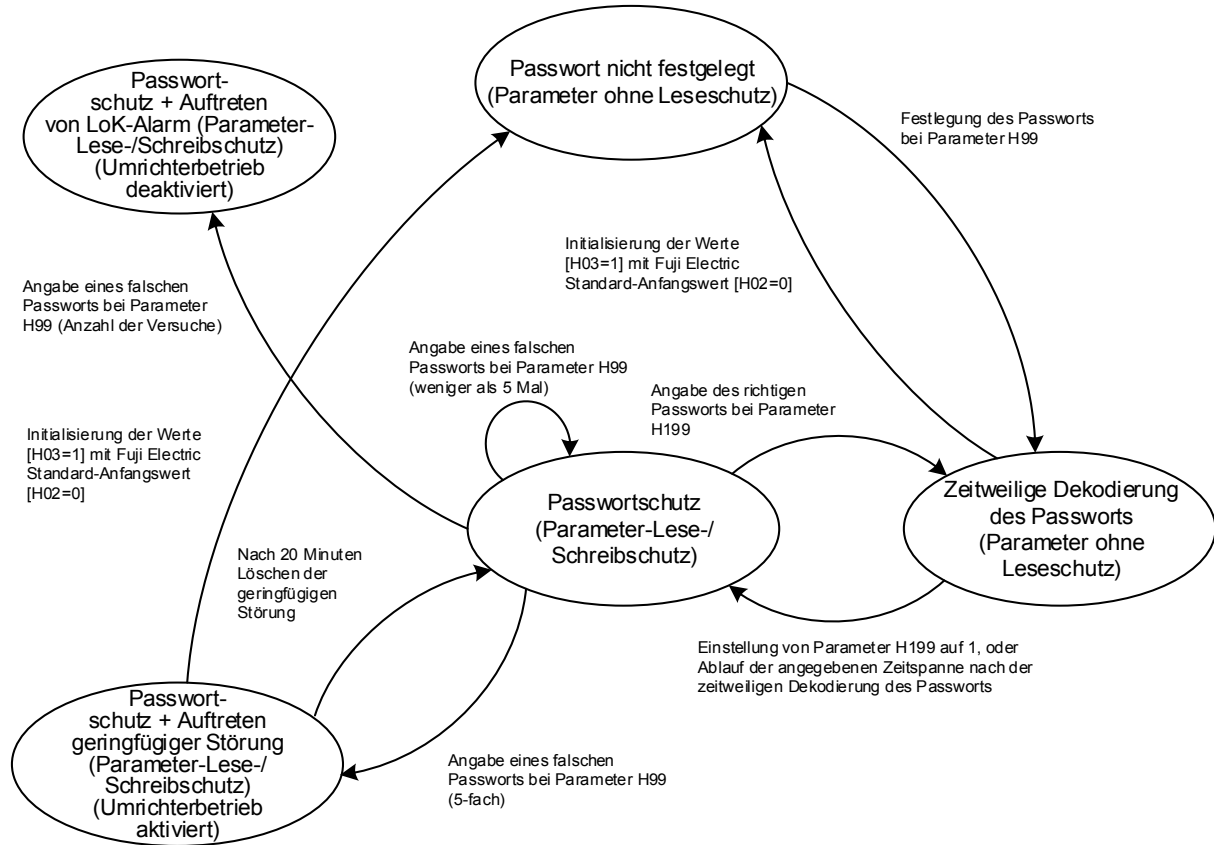 Passwort nicht festgelegt
(Parameter ohne Leseschutz)
Passwort-
schutz + Auftreten
von LoK-Alarm (Parameter-
Lese-/Schreibschutz)
(Umrichterbetrieb
deaktiviert)
Festlegung des Passworts
bei Parameter H99
Initialisierung der Werte
[H03=1] mit Fuji Electric
Standard-Anfangswert [H02=0]
Angabe eines falschen
Passworts bei Parameter
H99 (Anzahl der Versuche)
Angabe eines falschen
Passworts bei Parameter H99
(weniger als 5 Mal)
Angabe des richtigen
Passworts bei Parameter
H199
Initialisierung der Werte
[H03=1] mit Fuji Electric
Standard-Anfangswert
[H02=0]
Passwortschutz
(Parameter-Lese-/
Schreibschutz)
Zeitweilige Dekodierung
des Passworts
(Parameter ohne
Leseschutz)
Nach 20 Minuten
Löschen der
geringfügigen
Störung
Einstellung von Parameter H199 auf 1, oder
Ablauf der angegebenen Zeitspanne nach der
zeitweiligen Dekodierung des Passworts
Passwort-
schutz + Auftreten
geringfügiger Störung
(Parameter-Lese-/
Schreibschutz)
(Umrichterbetrieb
aktiviert)
Angabe eines falschen
Passworts bei Parameter H99
(5-fach)